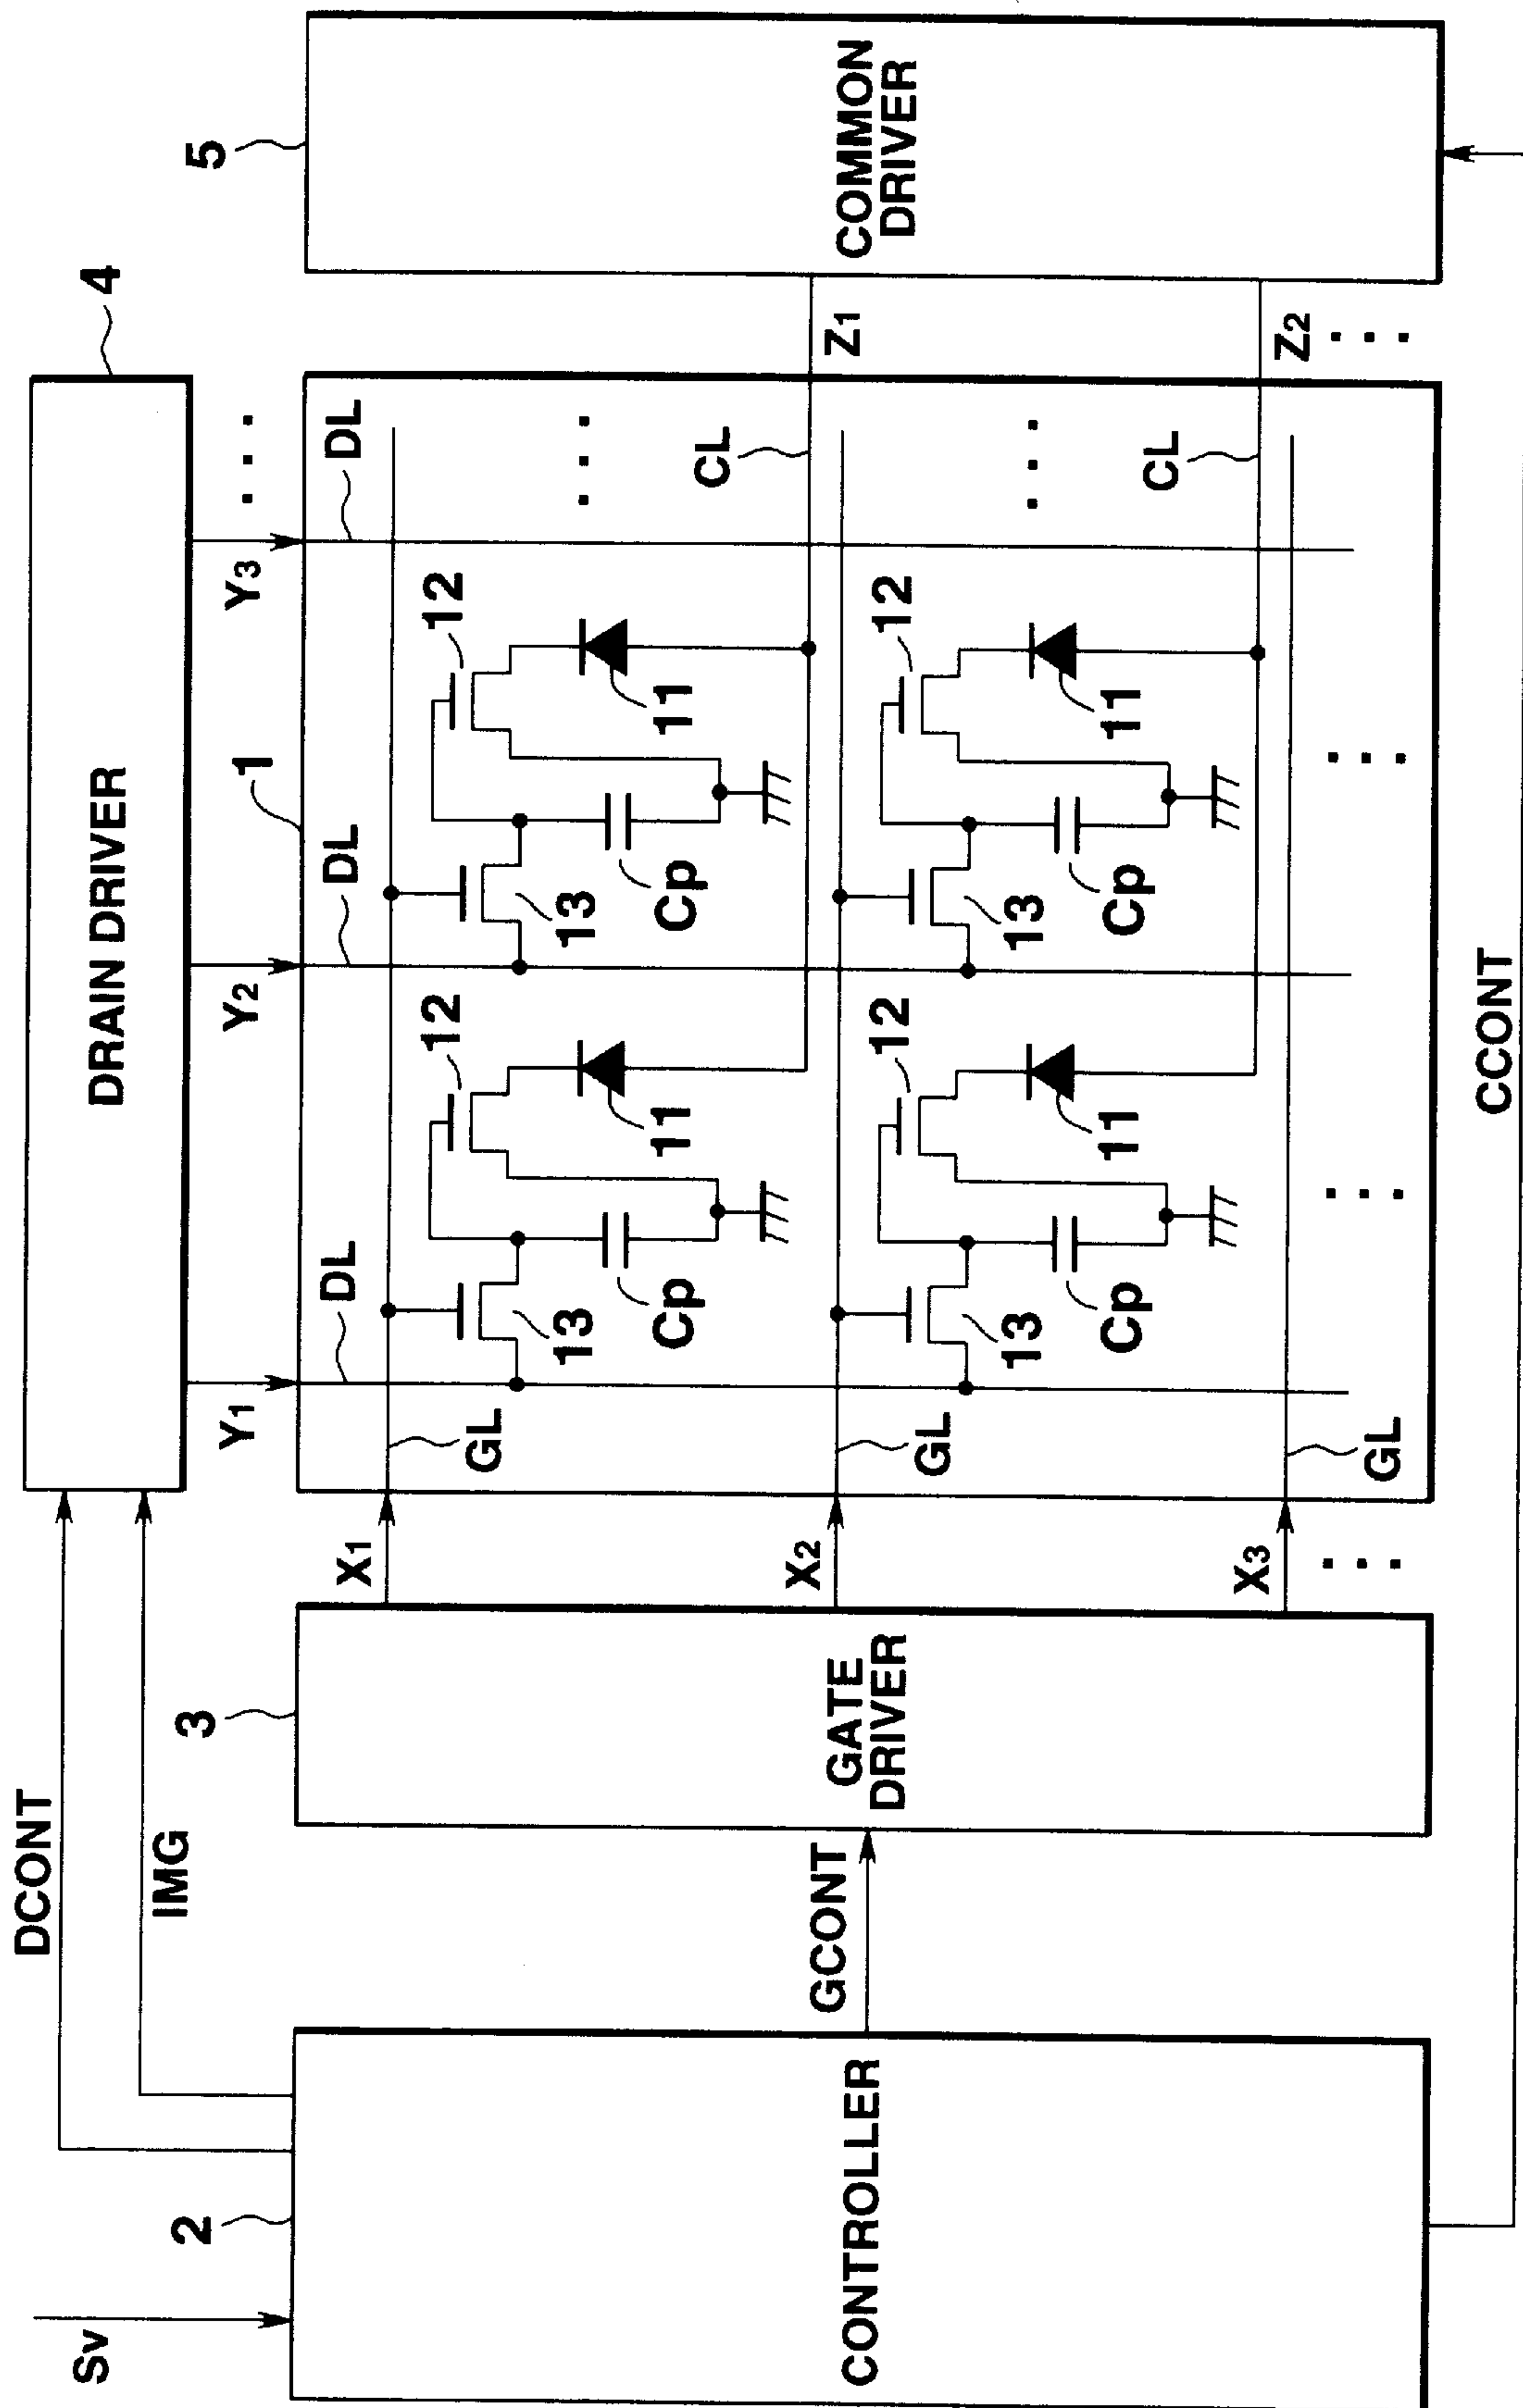 Sv
DCONT
IMG
DRAIN DRIVER
4
2
3
Y1
Y2
1
Y3
5
DL
DL
DL
X1
GL
12
12
13
11
13
11
Cp
Cp
CL
Z1
CONTROLLER
GCONT
GATE
DRIVER
COMMON
DRIVER
X2
GL
12
12
13
11
13
11
Cp
Cp
CL
Z2
X3
GL
CCONT